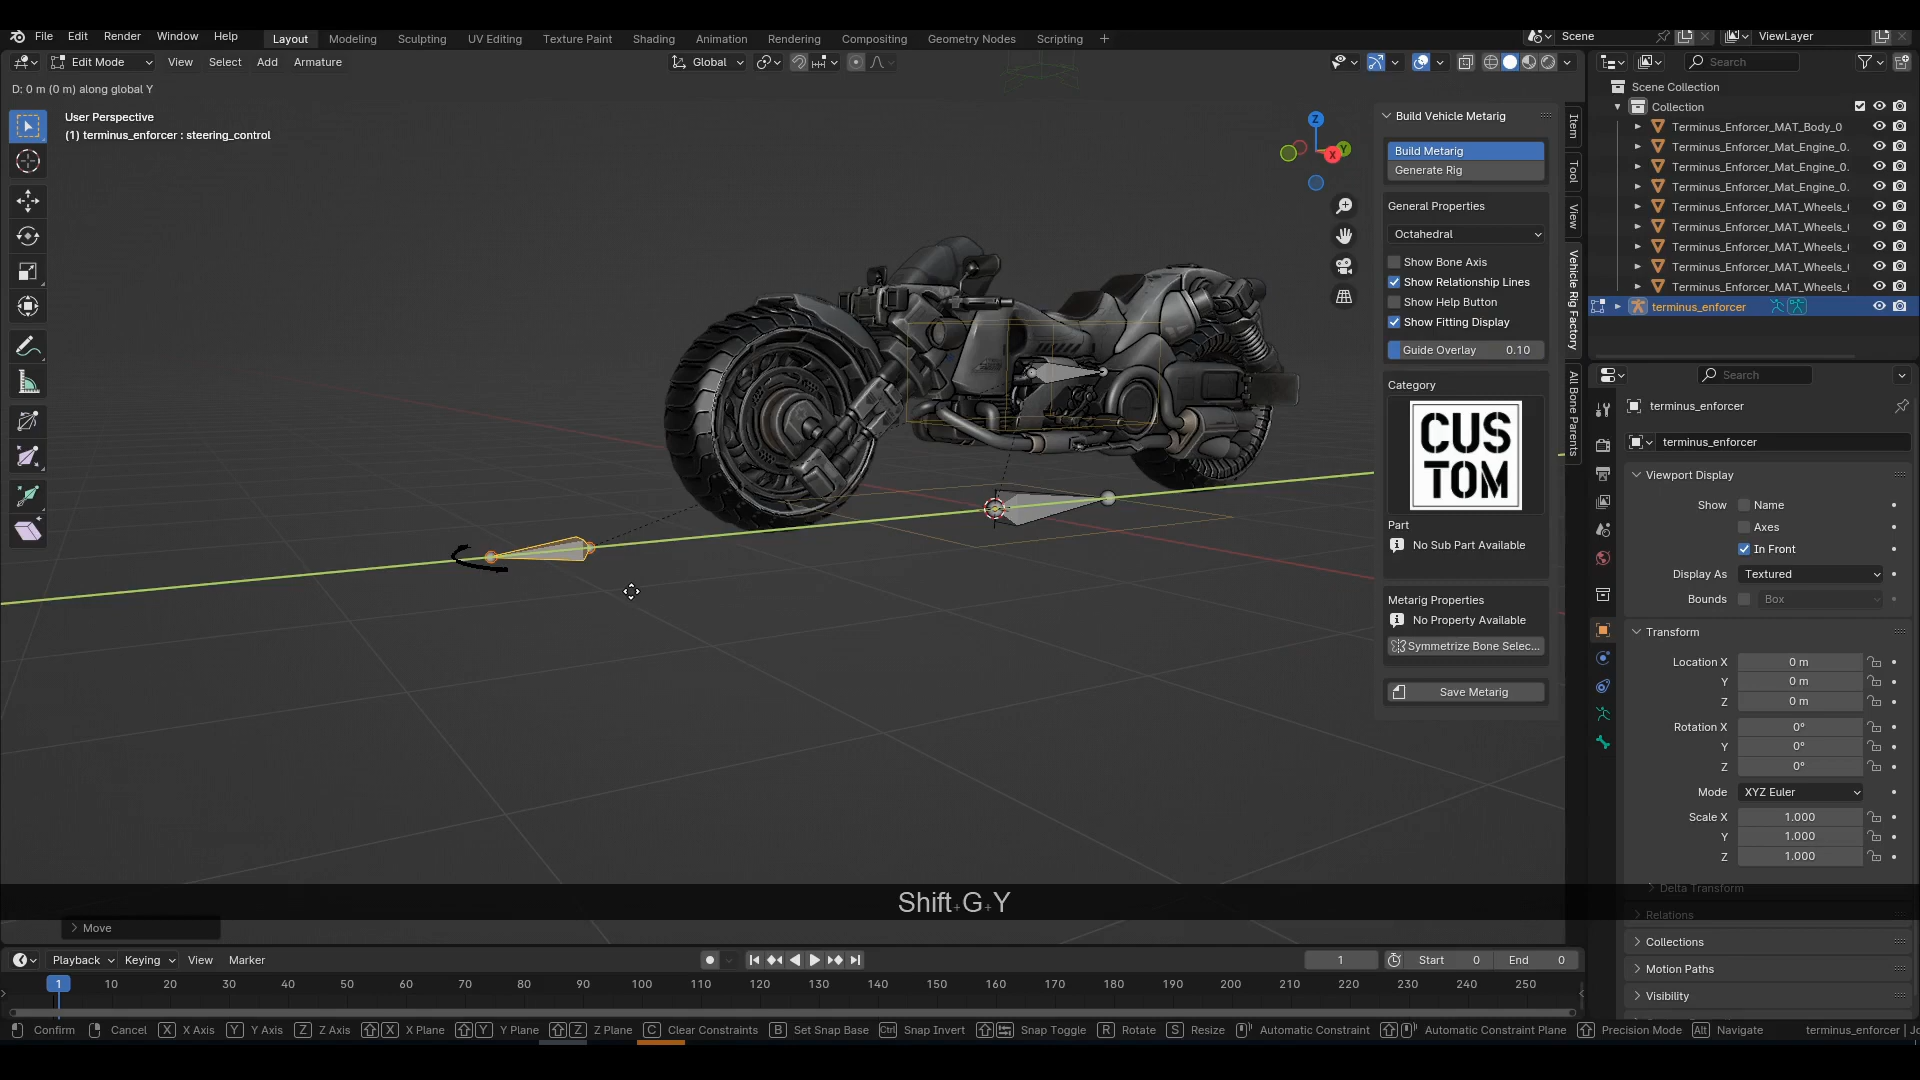 File Edit Render Window Help
Layout Modeling Sculpting UV Editing Texture Paint Shading Animation Rendering Compositing Geometry Nodes Scripting +
Scene ViewLayer
Edit Mode View Select Add Armature
Global
Search
D: 0 m (0 m) along global Y
User Perspective
(1) terminus_enforcer : steering_control
Z
Y
X
Build Vehicle Metarig
Build Metarig
Generate Rig
General Properties
Octahedral
Show Bone Axis
Show Relationship Lines
Show Help Button
Show Fitting Display
Guide Overlay 0.10
Category
CUS
TOM
Part
No Sub Part Available
Metarig Properties
No Property Available
Symmetrize Bone Selec...
Save Metarig
Item
Tool
View
Vehicle Rig Factory
All Bone Parents
Scene Collection
Collection
Terminus_Enforcer_MAT_Body_0
Terminus_Enforcer_Mat_Engine_0.
Terminus_Enforcer_Mat_Engine_0.
Terminus_Enforcer_Mat_Engine_0.
Terminus_Enforcer_MAT_Wheels_
Terminus_Enforcer_MAT_Wheels_
Terminus_Enforcer_MAT_Wheels_
Terminus_Enforcer_MAT_Wheels_
Terminus_Enforcer_MAT_Wheels_
terminus_enforcer
Search
terminus_enforcer
terminus_enforcer
Viewport Display
Show Name
Axes
In Front
Display As Textured
Bounds Box
Transform
Location X 0 m
Y 0 m
Z 0 m
Rotation X 0°
Y 0°
Z 0°
Mode XYZ Euler
Scale X 1.000
Y 1.000
Z 1.000
Delta Transform
Relations
Collections
Motion Paths
Visibility
Shift+G+Y
Move
Playback Keying View Marker
1 Start 0 End 0
1 10 20 30 40 50 60 70 80 90 100 110 120 130 140 150 160 170 180 190 200 210 220 230 240 250
Confirm Cancel X X Axis Y Y Axis Z Z Axis X X Plane Y Y Plane Z Z Plane C Clear Constraints B Set Snap Base Ctrl Snap Invert Snap Toggle R Rotate S Resize Automatic Constraint Automatic Constraint Plane Precision Mode Alt Navigate terminus_enforcer | Jo